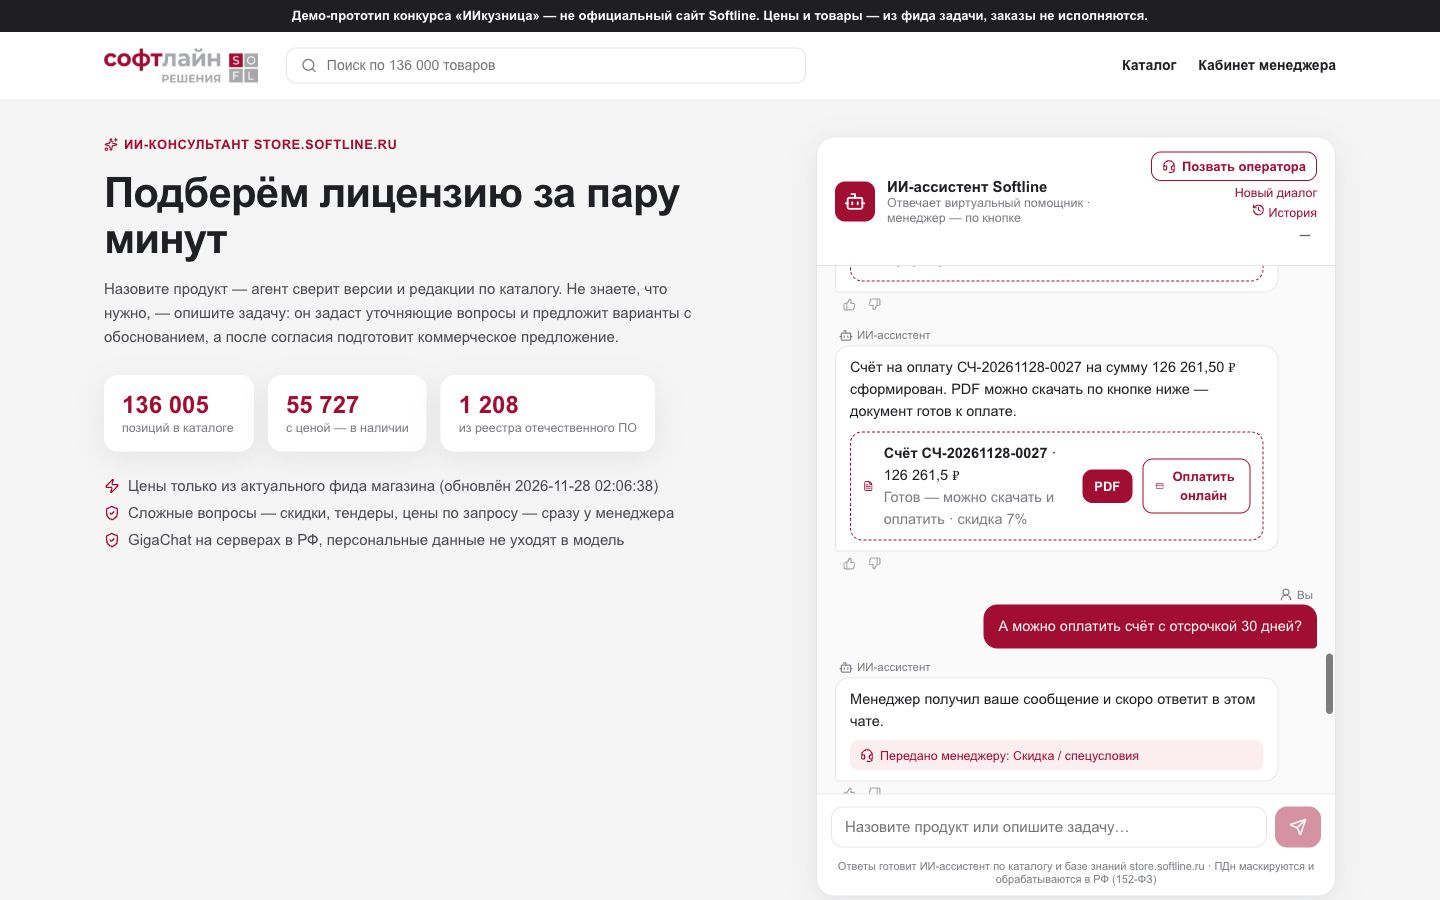 Демо-прототип конкурса «ИИкузница» — не официальный сайт Softline. Цены и товары — из фида задачи, заказы не исполняются.
софтлайн
РЕШЕНИЯ
S O
F L
Поиск по 136 000 товаров
Каталог
Кабинет менеджера
ИИ-КОНСУЛЬТАНТ STORE.SOFTLINE.RU
Подберём лицензию за пару
минут
Назовите продукт — агент сверит версии и редакции по каталогу. Не знаете, что
нужно, — опишите задачу: он задаст уточняющие вопросы и предложит варианты с
обоснованием, а после согласия подготовит коммерческое предложение.
136 005
позиций в каталоге
55 727
с ценой — в наличии
1 208
из реестра отечественного ПО
Цены только из актуального фида магазина (обновлён 2026-11-28 02:06:38)
Сложные вопросы — скидки, тендеры, цены по запросу — сразу у менеджера
GigaChat на серверах в РФ, персональные данные не уходят в модель
ИИ-ассистент Softline
Отвечает виртуальный помощник ·
менеджер — по кнопке
Позвать оператора
Новый диалог
История
—
ИИ-ассистент
Счёт на оплату СЧ-20261128-0027 на сумму 126 261,50 ₽
сформирован. PDF можно скачать по кнопке ниже —
документ готов к оплате.
Счёт СЧ-20261128-0027 ·
126 261,5 ₽
Готов — можно скачать и
оплатить · скидка 7%
PDF
Оплатить
онлайн
Вы
А можно оплатить счёт с отсрочкой 30 дней?
ИИ-ассистент
Менеджер получил ваше сообщение и скоро ответит в этом
чате.
Передано менеджеру: Скидка / спецусловия
Назовите продукт или опишите задачу…
Ответы готовит ИИ-ассистент по каталогу и базе знаний store.softline.ru · ПДн маскируются и
обрабатываются в РФ (152-ФЗ)